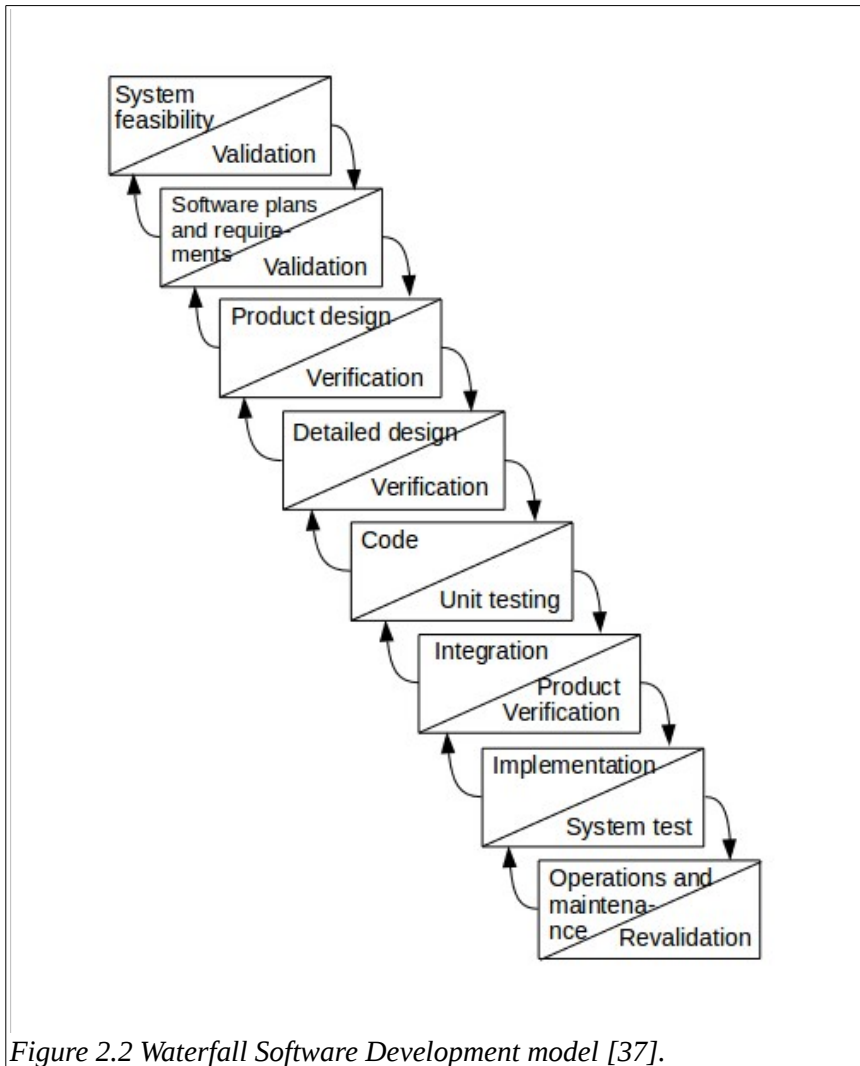 System
feasibility
Validation
Software plans
and require-
ments
Validation
Product design
Verification
Detailed design
Verification
Code
Unit testing
Integration
Product
Verification
Implementation
System test
Operations and
maintena-
nce
Revalidation
Figure 2.2 Waterfall Software Development model [37].